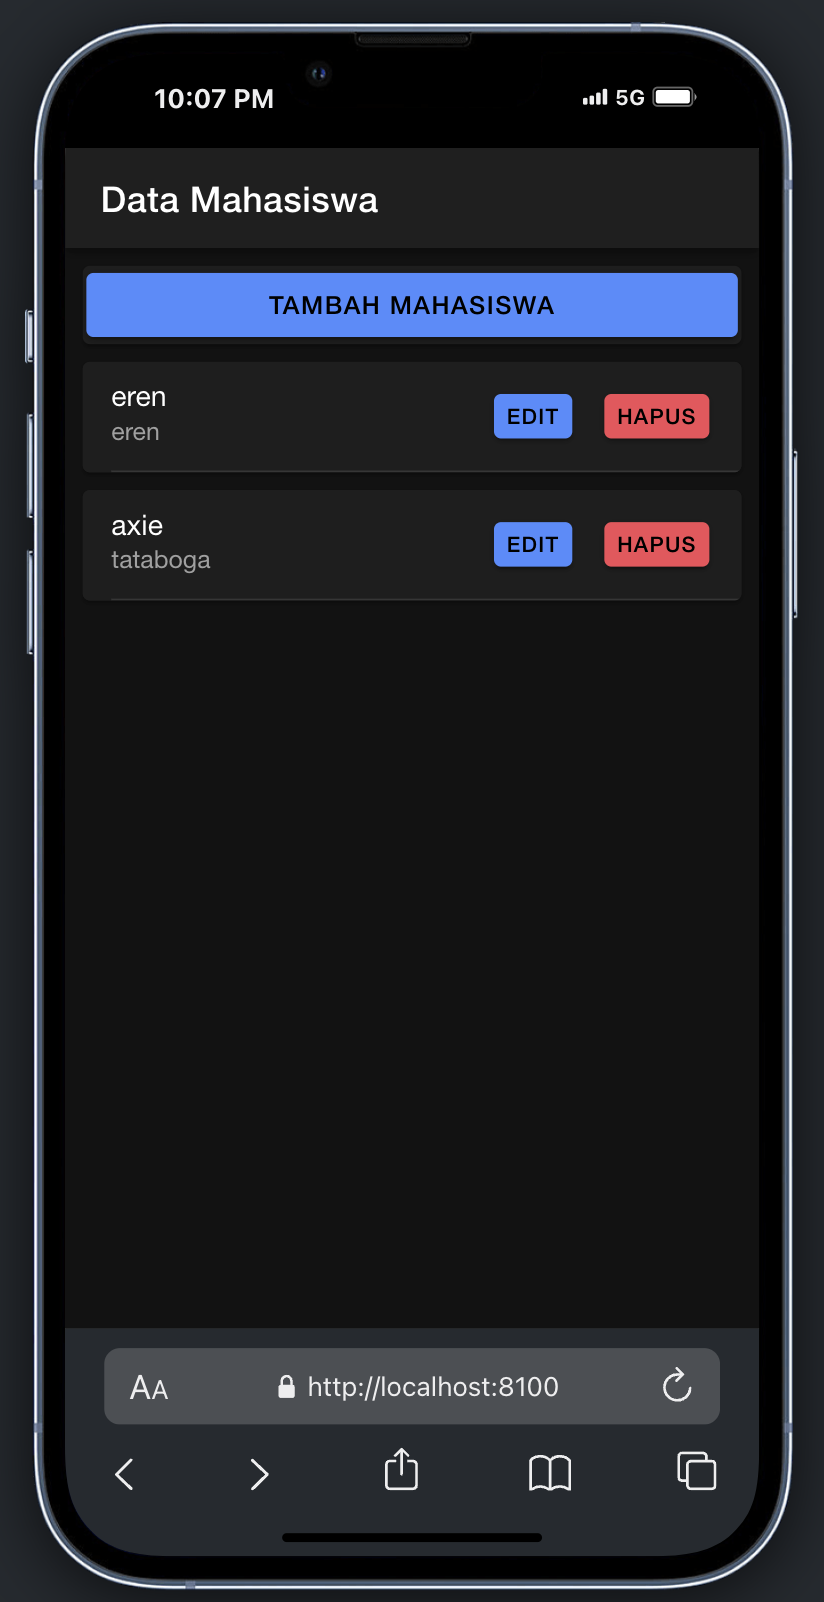 10:07 PM 5G
Data Mahasiswa
TAMBAH MAHASISWA
eren
eren
EDIT HAPUS
axie
tataboga
EDIT HAPUS
AA http://localhost:8100